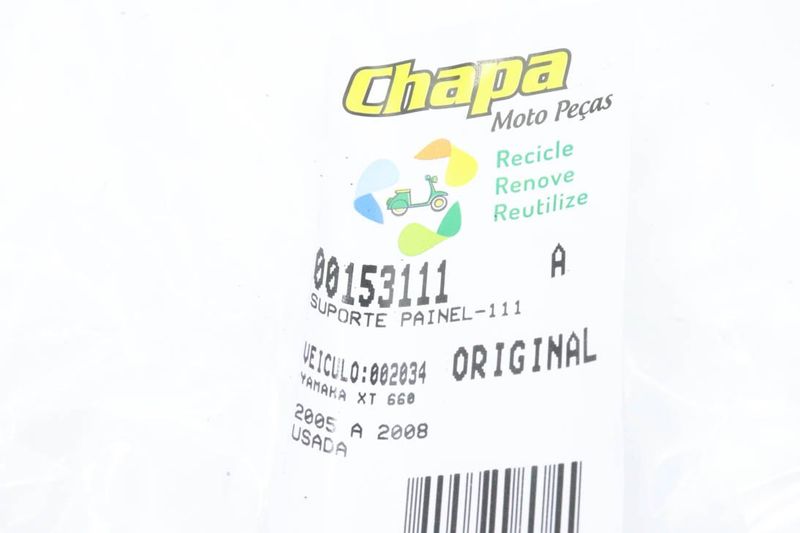 Chapa
Moto Peças
Recicle
Renove
Reutilize
00153111 A
SUPORTE PAINEL-111
VEICULO:002034 ORIGINAL
YAMAHA XT 660
2005 A 2008
USADA